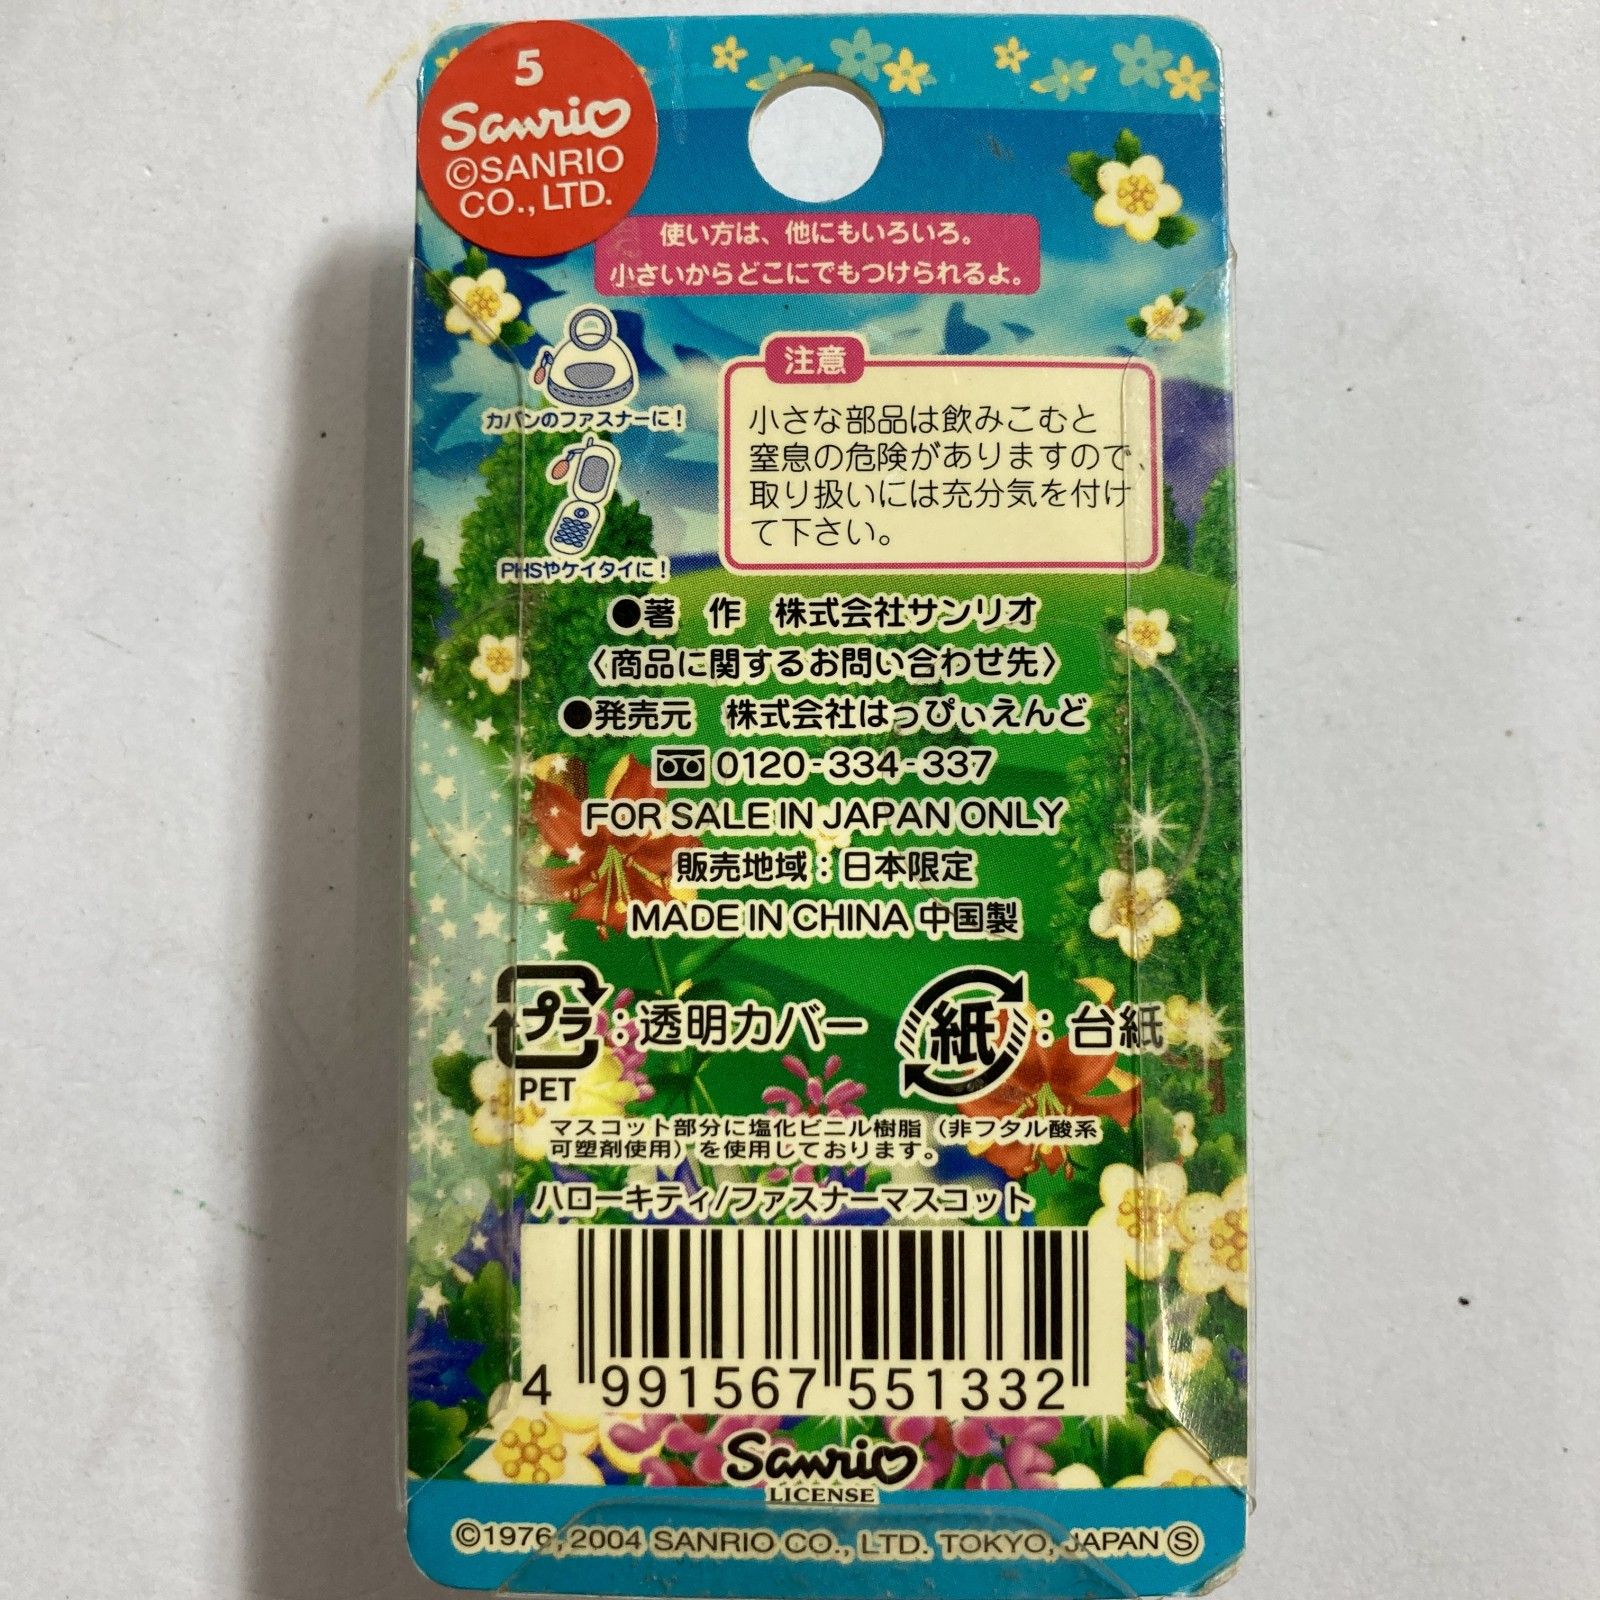 5
Sanrio
©SANRIO
CO., LTD.
使い方は、他にもいろいろ。
小さいからどこにでもつけられるよ。
カバンのファスナーに!
PHSやケイタイに!
注意
小さな部品は飲みこむと
窒息の危険がありますので、
取り扱いには充分気を付け
て下さい。
●著 作 株式会社サンリオ
〈商品に関するお問い合わせ先〉
●発売元 株式会社はっぴぃえんど
0120-334-337
FOR SALE IN JAPAN ONLY
販売地域:日本限定
MADE IN CHINA 中国製
プラ:透明カバー
PET
紙:台紙
マスコット部分に塩化ビニル樹脂(非フタル酸系
可塑剤使用)を使用しております。
ハローキティ/ファスナーマスコット
4 991567 551332
Sanrio
LICENSE
©1976,2004 SANRIO CO., LTD. TOKYO, JAPAN Ⓢ